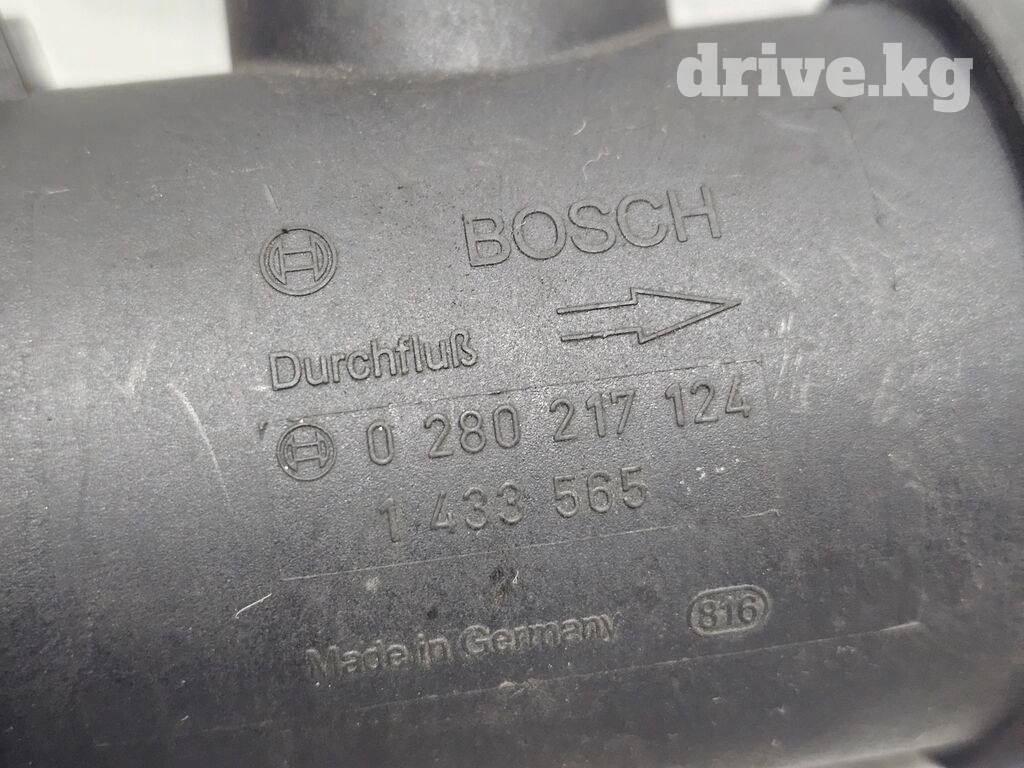 drive.kg
BOSCH
Durchfluß
0 280 217 124
1 433 565
Made in Germany
816